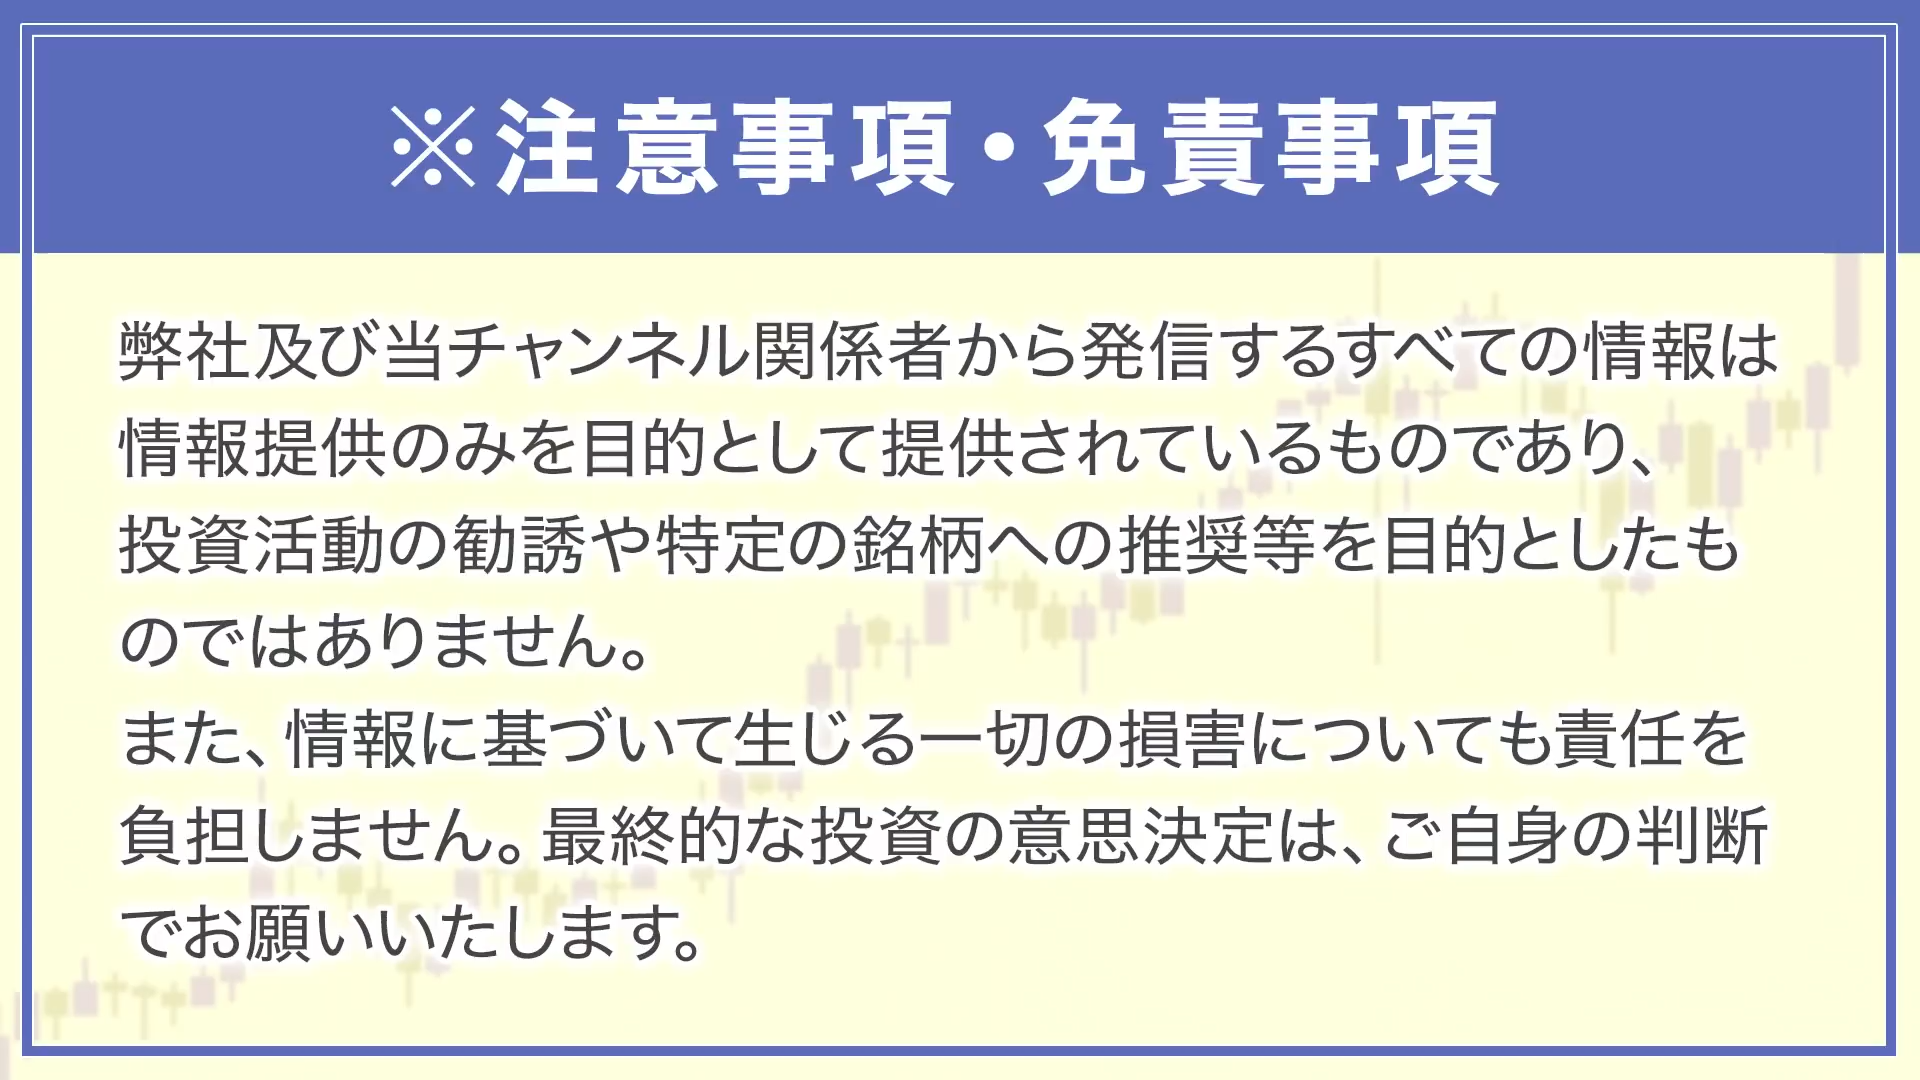 ※注意事項・免責事項
弊社及び当チャンネル関係者から発信するすべての情報は
情報提供のみを目的として提供されているものであり、
投資活動の勧誘や特定の銘柄への推奨等を目的としたも
のではありません。
また、情報に基づいて生じる一切の損害についても責任を
負担しません。最終的な投資の意思決定は、ご自身の判断
でお願いいたします。